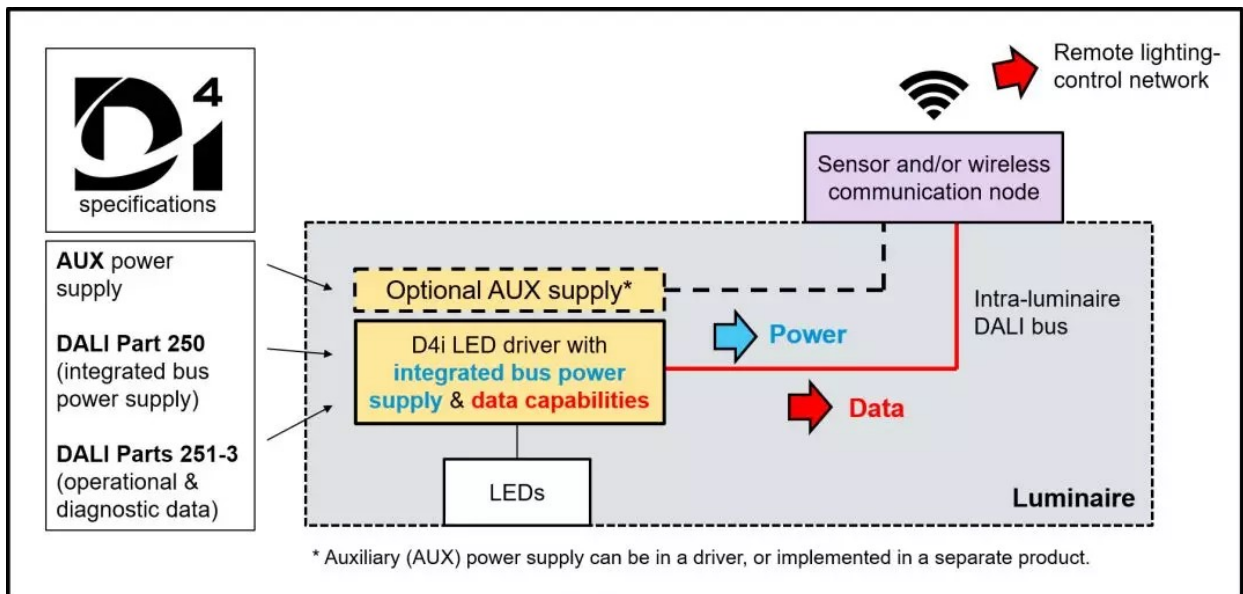 D4i
specifications
AUX power
supply
DALI Part 250
(integrated bus
power supply)
DALI Parts 251-3
(operational &
diagnostic data)
Remote lighting-
control network
Sensor and/or wireless
communication node
Optional AUX supply*
D4i LED driver with
integrated bus power
supply & data capabilities
Power
Data
Intra-luminaire
DALI bus
LEDs
Luminaire
* Auxiliary (AUX) power supply can be in a driver, or implemented in a separate product.